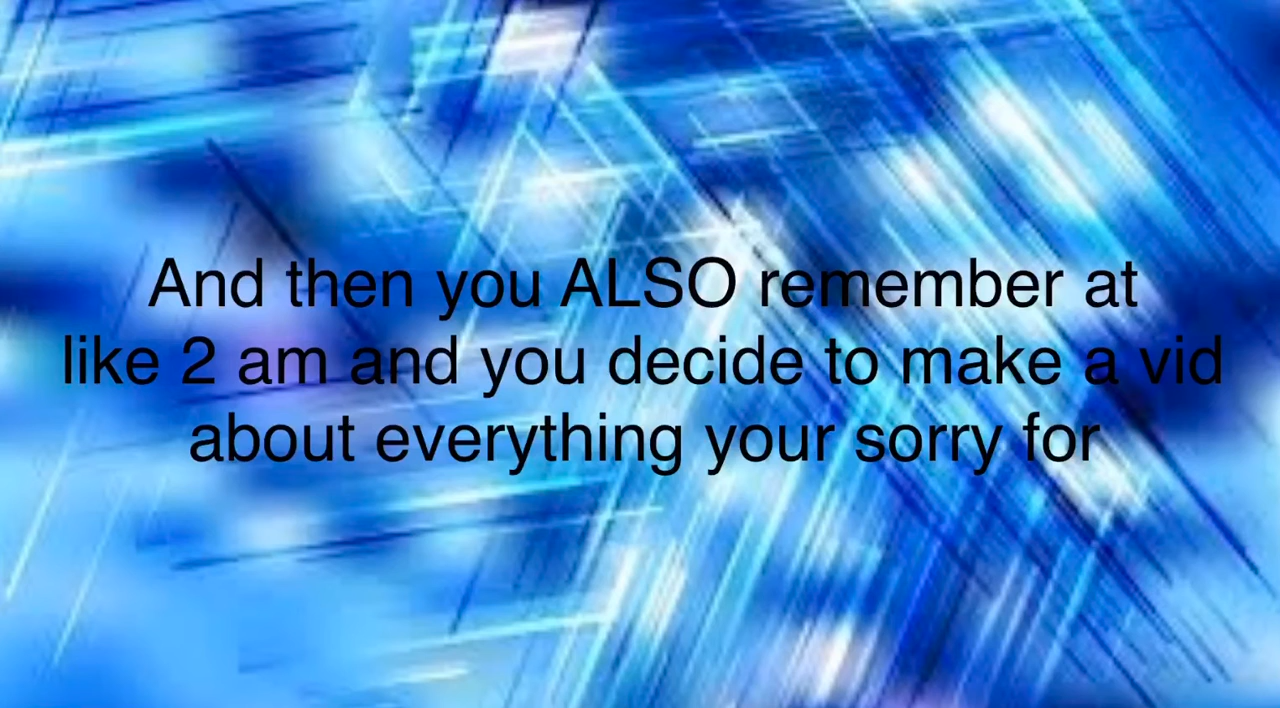 And then you ALSO remember at
like 2 am and you decide to make a vid
about everything your sorry for